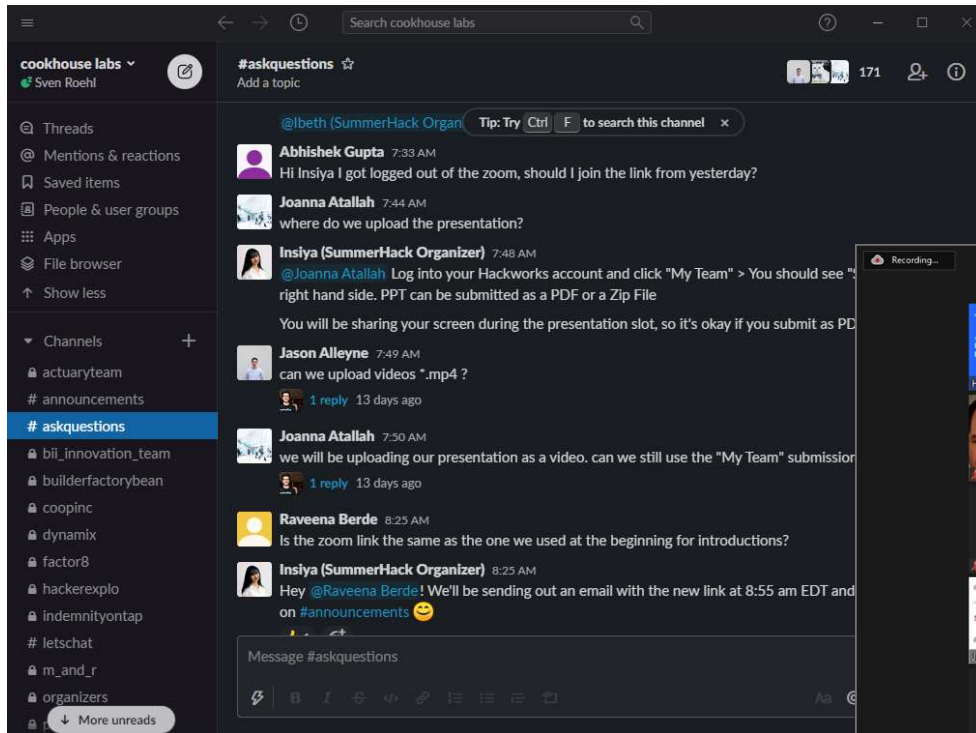 Search cookhouse labs
cookhouse labs
Sven Roehl
Threads
Mentions & reactions
Saved items
People & user groups
Apps
File browser
Show less
Channels
actuaryteam
# announcements
# askquestions
bii_innovation_team
builderfactorybean
coopinc
dynamix
factor8
hackerexplo
indemnityontap
# letschat
m_and_r
organizers
More unreads
#askquestions
Add a topic
171
@Ibeth (SummerHack Organ
Tip: Try Ctrl F to search this channel
Abhishek Gupta 7:33 AM
Hi Insiya I got logged out of the zoom, should I join the link from yesterday?
Joanna Atallah 7:44 AM
where do we upload the presentation?
Insiya (SummerHack Organizer) 7:48 AM
@Joanna Atallah Log into your Hackworks account and click "My Team" > You should see "S
right hand side. PPT can be submitted as a PDF or a Zip File
You will be sharing your screen during the presentation slot, so it's okay if you submit as PD
Jason Alleyne 7:49 AM
can we upload videos *.mp4 ?
1 reply 13 days ago
Joanna Atallah 7:50 AM
we will be uploading our presentation as a video. can we still use the "My Team" submission
1 reply 13 days ago
Raveena Berde 8:25 AM
Is the zoom link the same as the one we used at the beginning for introductions?
Insiya (SummerHack Organizer) 8:25 AM
Hey @Raveena Berde! We'll be sending out an email with the new link at 8:55 am EDT and
on #announcements 😊
Message #askquestions
B I S
Aa @
Recording...